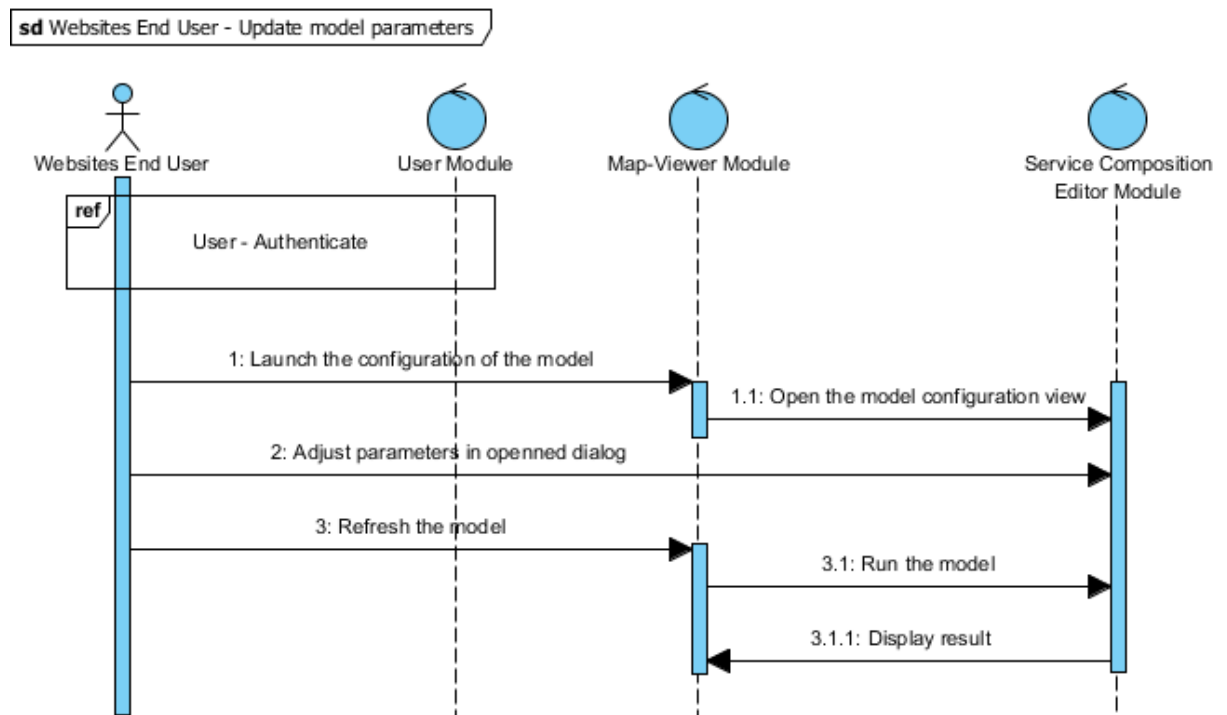 sd Websites End User - Update model parameters
Websites End User
User Module
Map-Viewer Module
Service Composition
Editor Module
ref
User - Authenticate
1: Launch the configuration of the model
1.1: Open the model configuration view
2: Adjust parameters in openned dialog
3: Refresh the model
3.1: Run the model
3.1.1: Display result